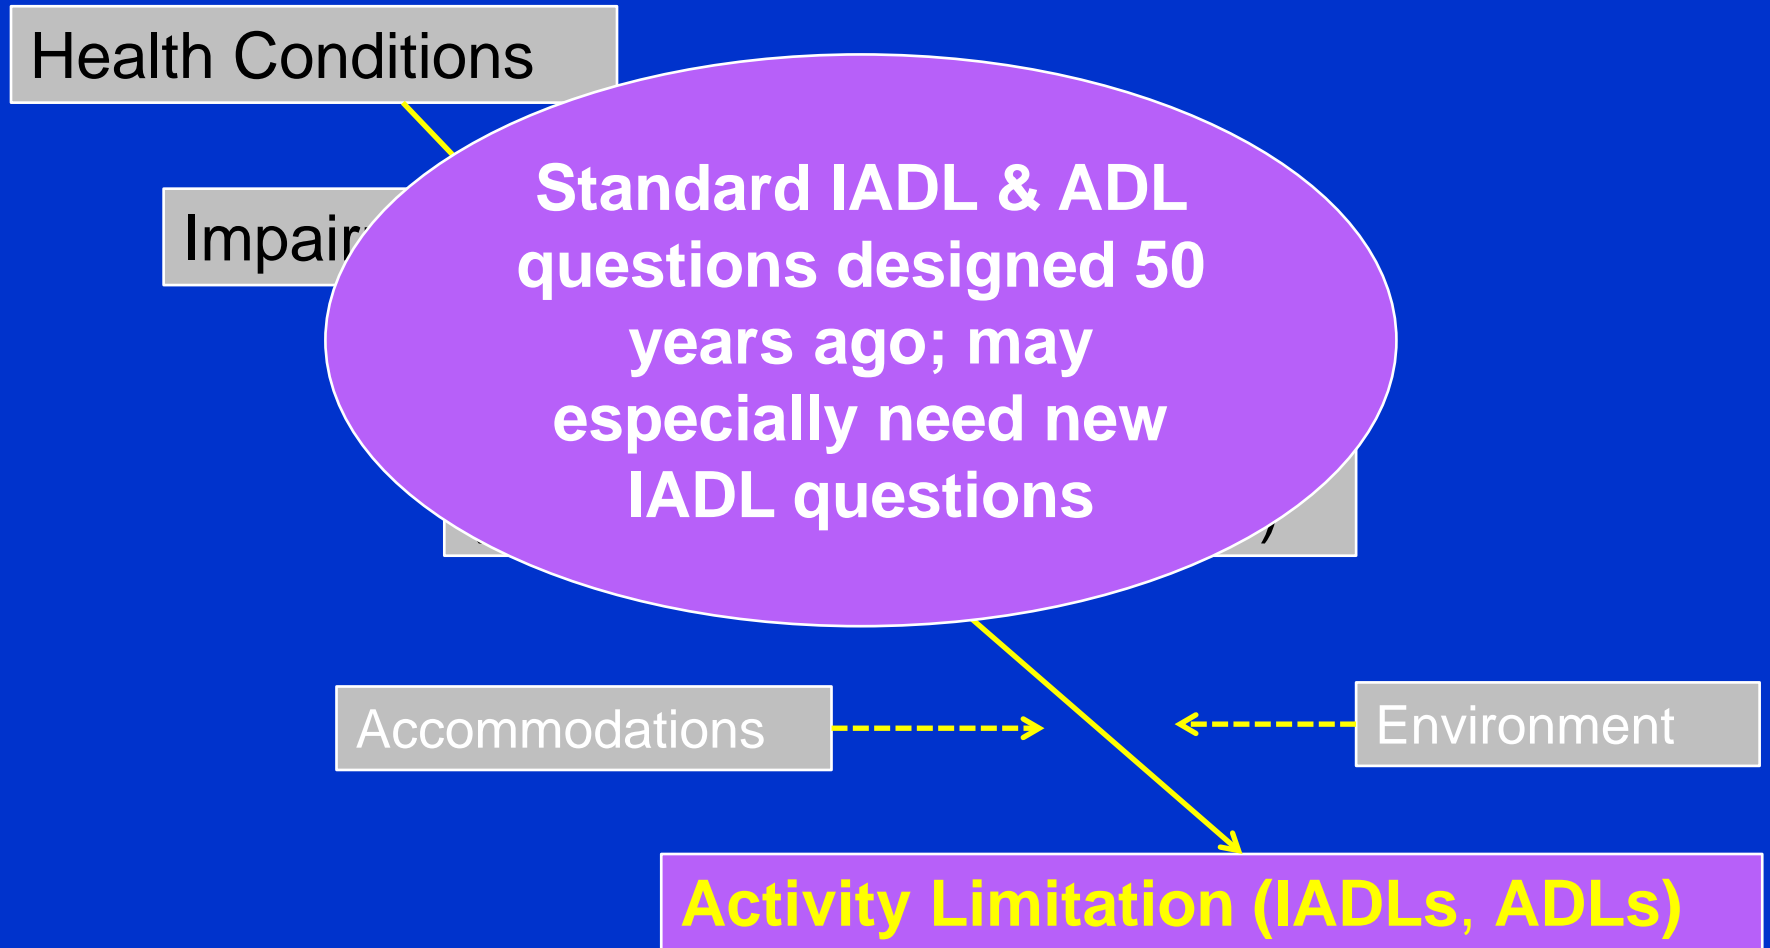 Health Conditions
Standard IADL & ADL
Impair
questions designed 50
years ago; may
especially need new
IADL questions
Accommodations
Environment
Activity Limitation (IADLs, ADLs)